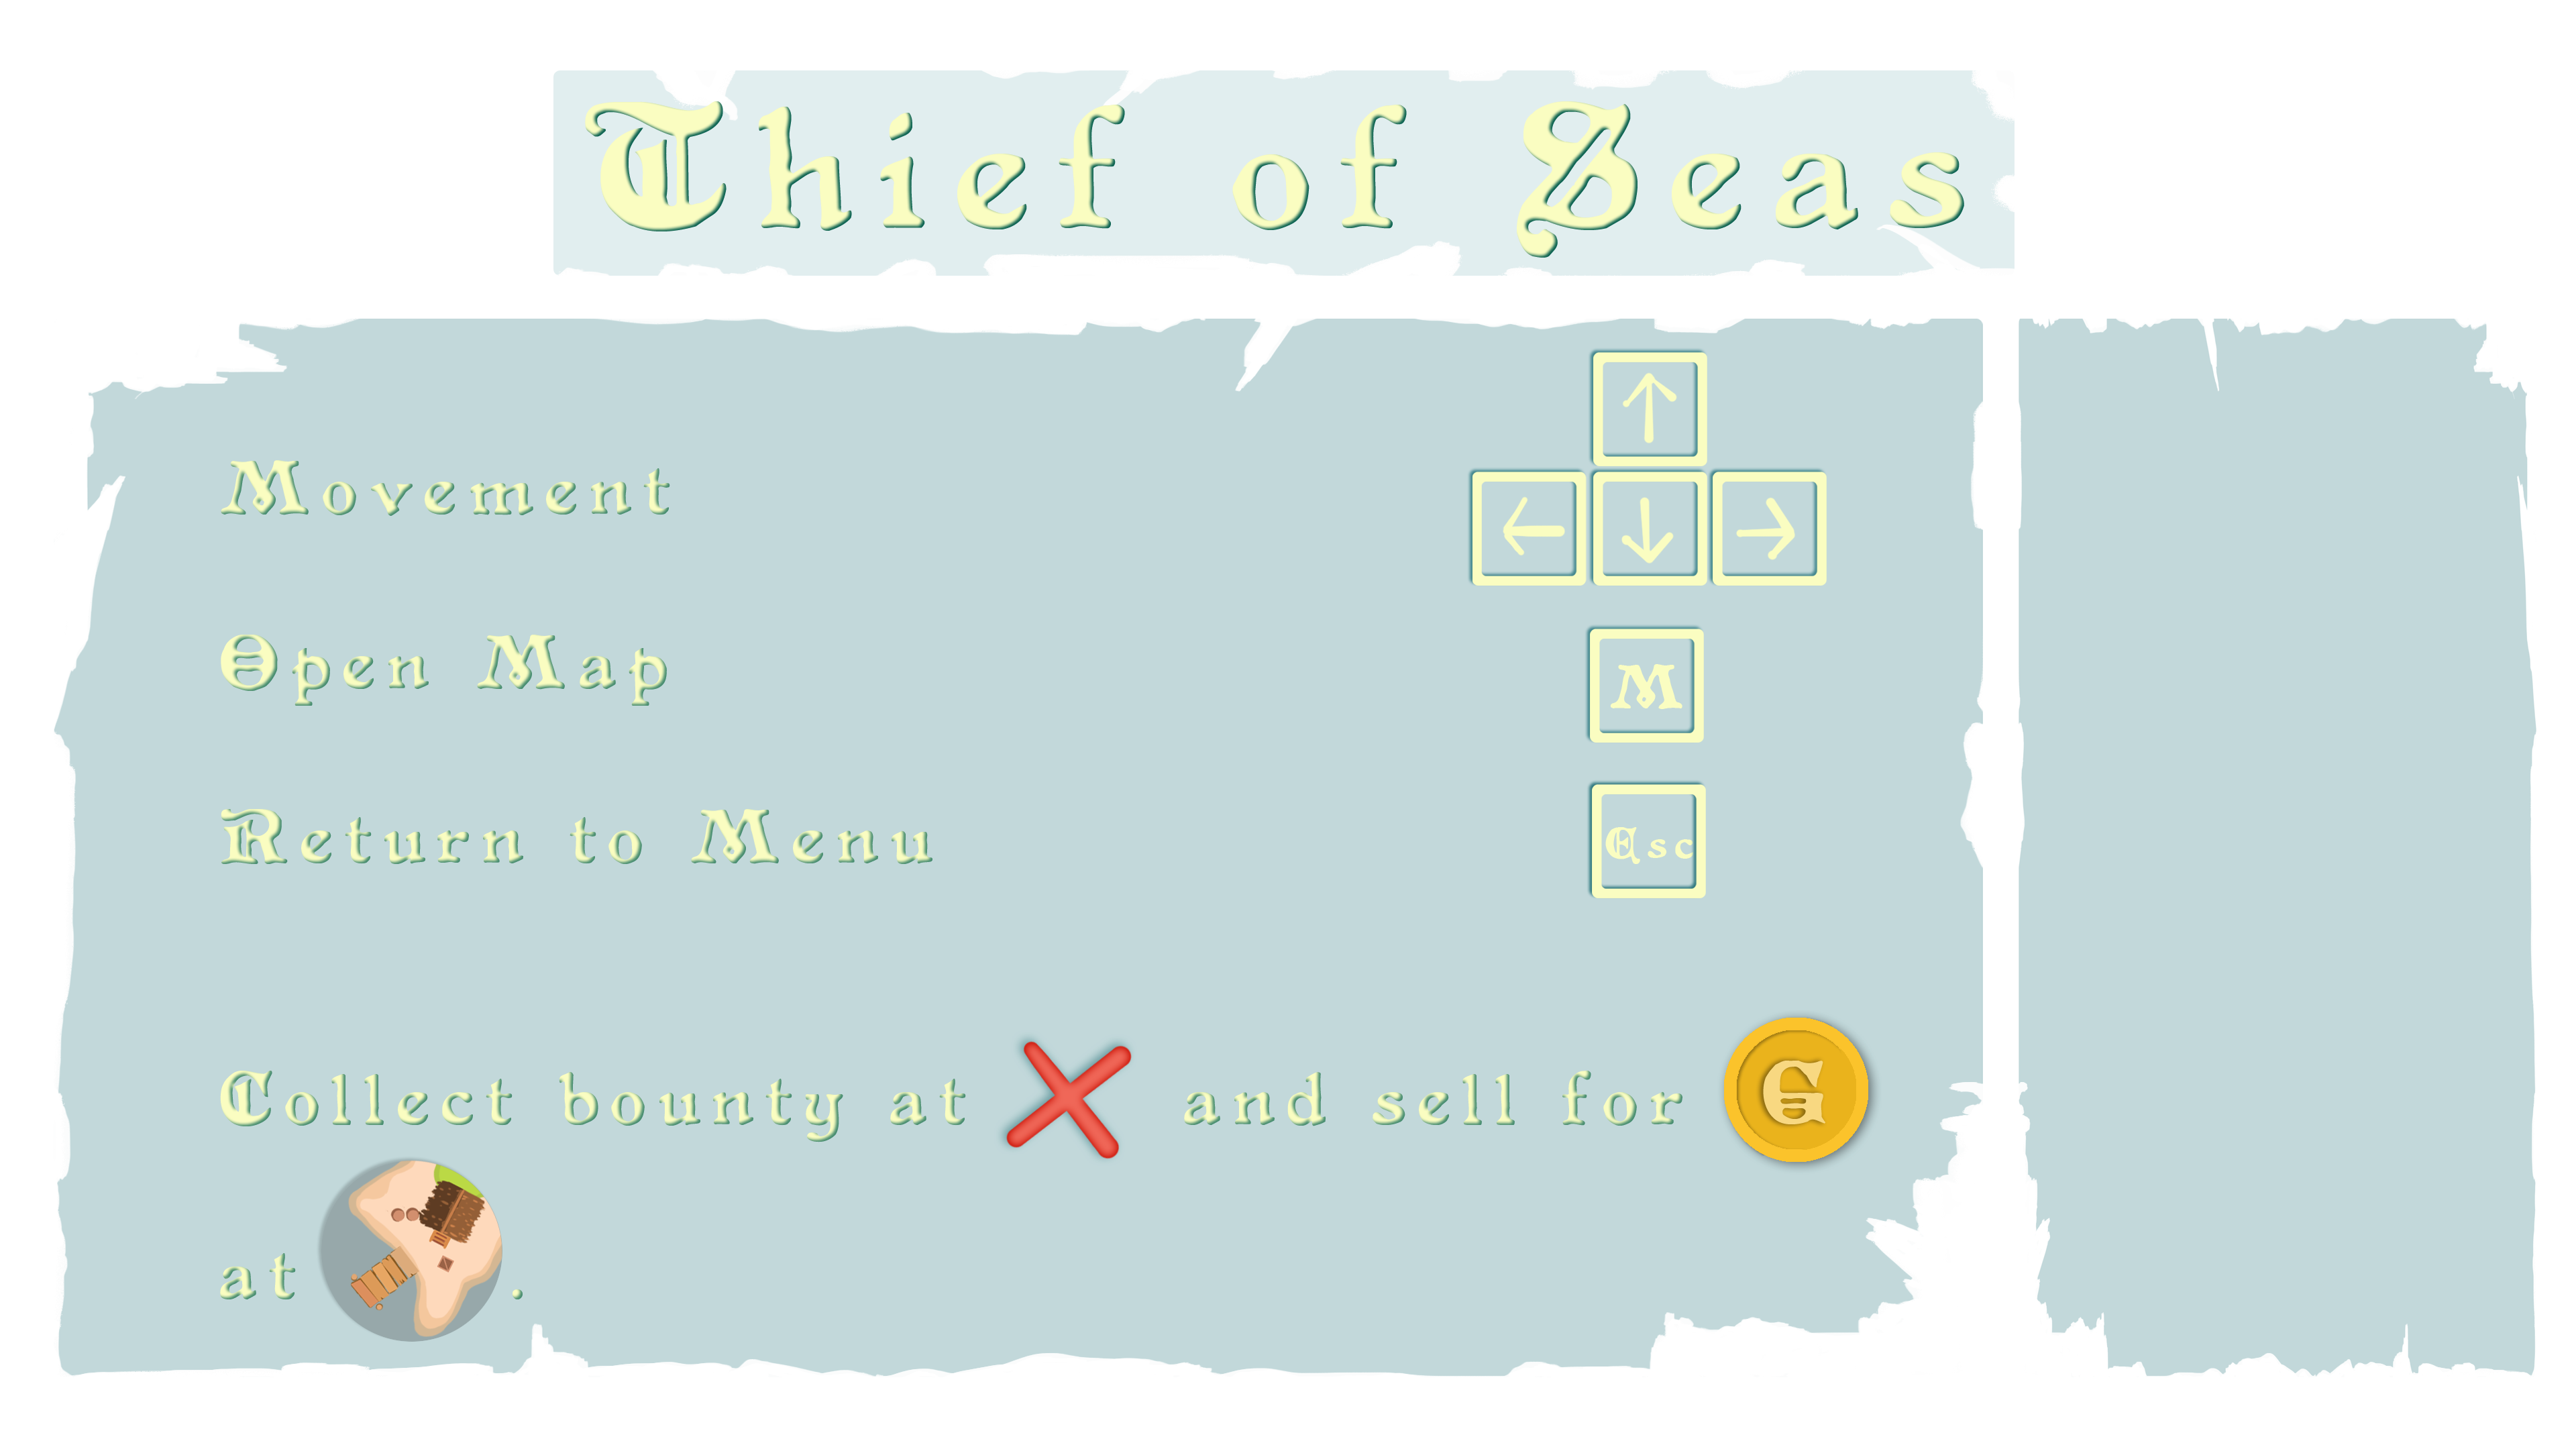 Thief of Seas
Movement
↑
← ↓ →
Open Map
M
Return to Menu
Esc
Collect bounty at ❌ and sell for G
at .